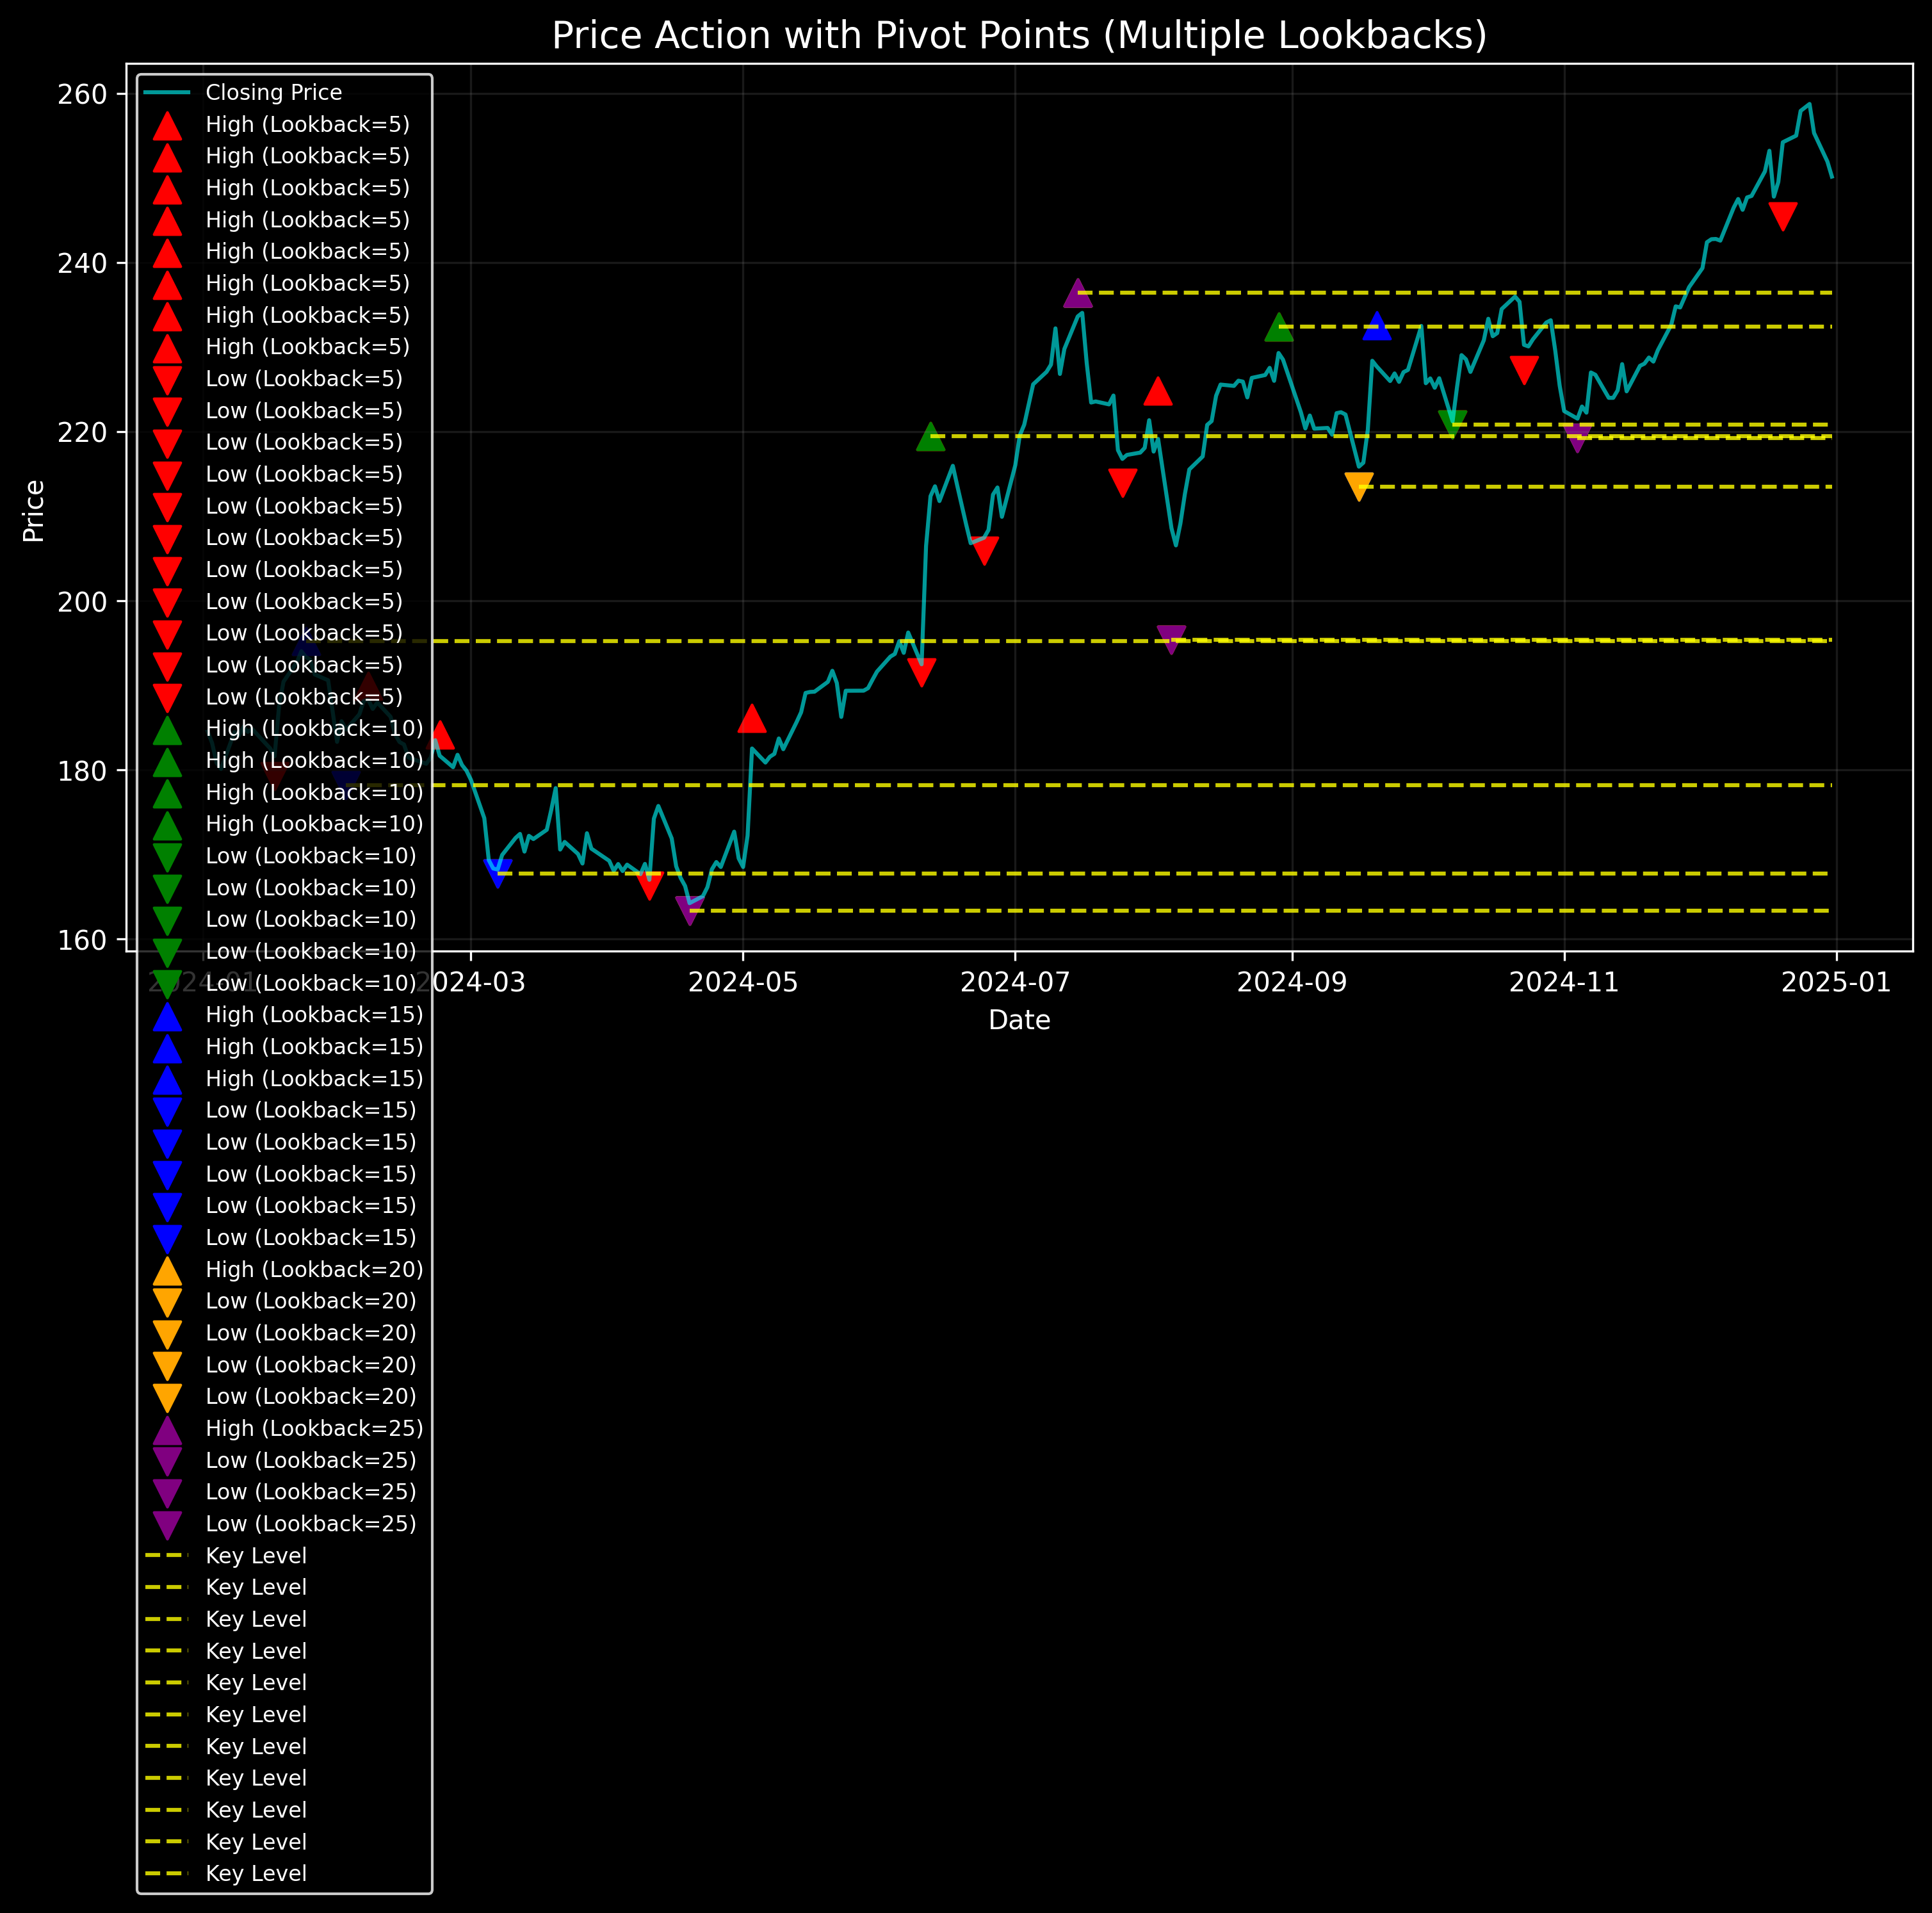 Price Action with Pivot Points (Multiple Lookbacks)
Closing Price
High (Lookback=5)
High (Lookback=5)
High (Lookback=5)
High (Lookback=5)
High (Lookback=5)
High (Lookback=5)
High (Lookback=5)
High (Lookback=5)
Low (Lookback=5)
Low (Lookback=5)
Low (Lookback=5)
Low (Lookback=5)
Low (Lookback=5)
Low (Lookback=5)
Low (Lookback=5)
Low (Lookback=5)
Low (Lookback=5)
Low (Lookback=5)
Low (Lookback=5)
High (Lookback=10)
High (Lookback=10)
High (Lookback=10)
High (Lookback=10)
Low (Lookback=10)
Low (Lookback=10)
Low (Lookback=10)
Low (Lookback=10)
Low (Lookback=10)
High (Lookback=15)
High (Lookback=15)
High (Lookback=15)
Low (Lookback=15)
Low (Lookback=15)
Low (Lookback=15)
Low (Lookback=15)
Low (Lookback=15)
High (Lookback=20)
Low (Lookback=20)
Low (Lookback=20)
Low (Lookback=20)
Low (Lookback=20)
High (Lookback=25)
Low (Lookback=25)
Low (Lookback=25)
Low (Lookback=25)
Key Level
Key Level
Key Level
Key Level
Key Level
Key Level
Key Level
Key Level
Key Level
Key Level
Key Level
Price
260
240
220
200
180
160
2024-01
2024-03
2024-05
2024-07
2024-09
2024-11
2025-01
Date